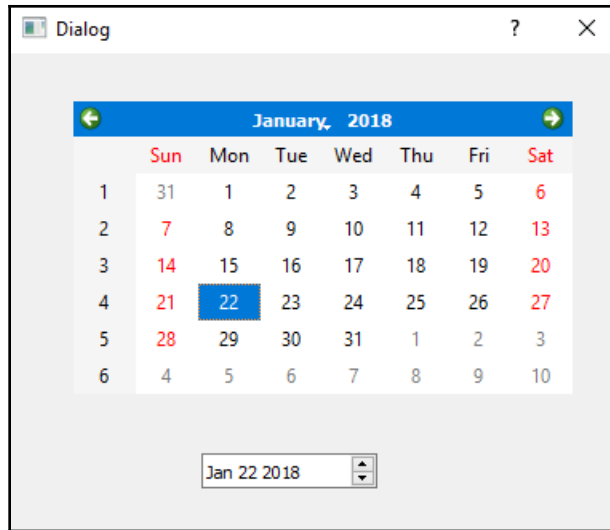 Dialog ?
January, 2018
Sun Mon Tue Wed Thu Fri Sat
1 31 1 2 3 4 5 6
2 7 8 9 10 11 12 13
3 14 15 16 17 18 19 20
4 21 22 23 24 25 26 27
5 28 29 30 31 1 2 3
6 4 5 6 7 8 9 10
Jan 22 2018